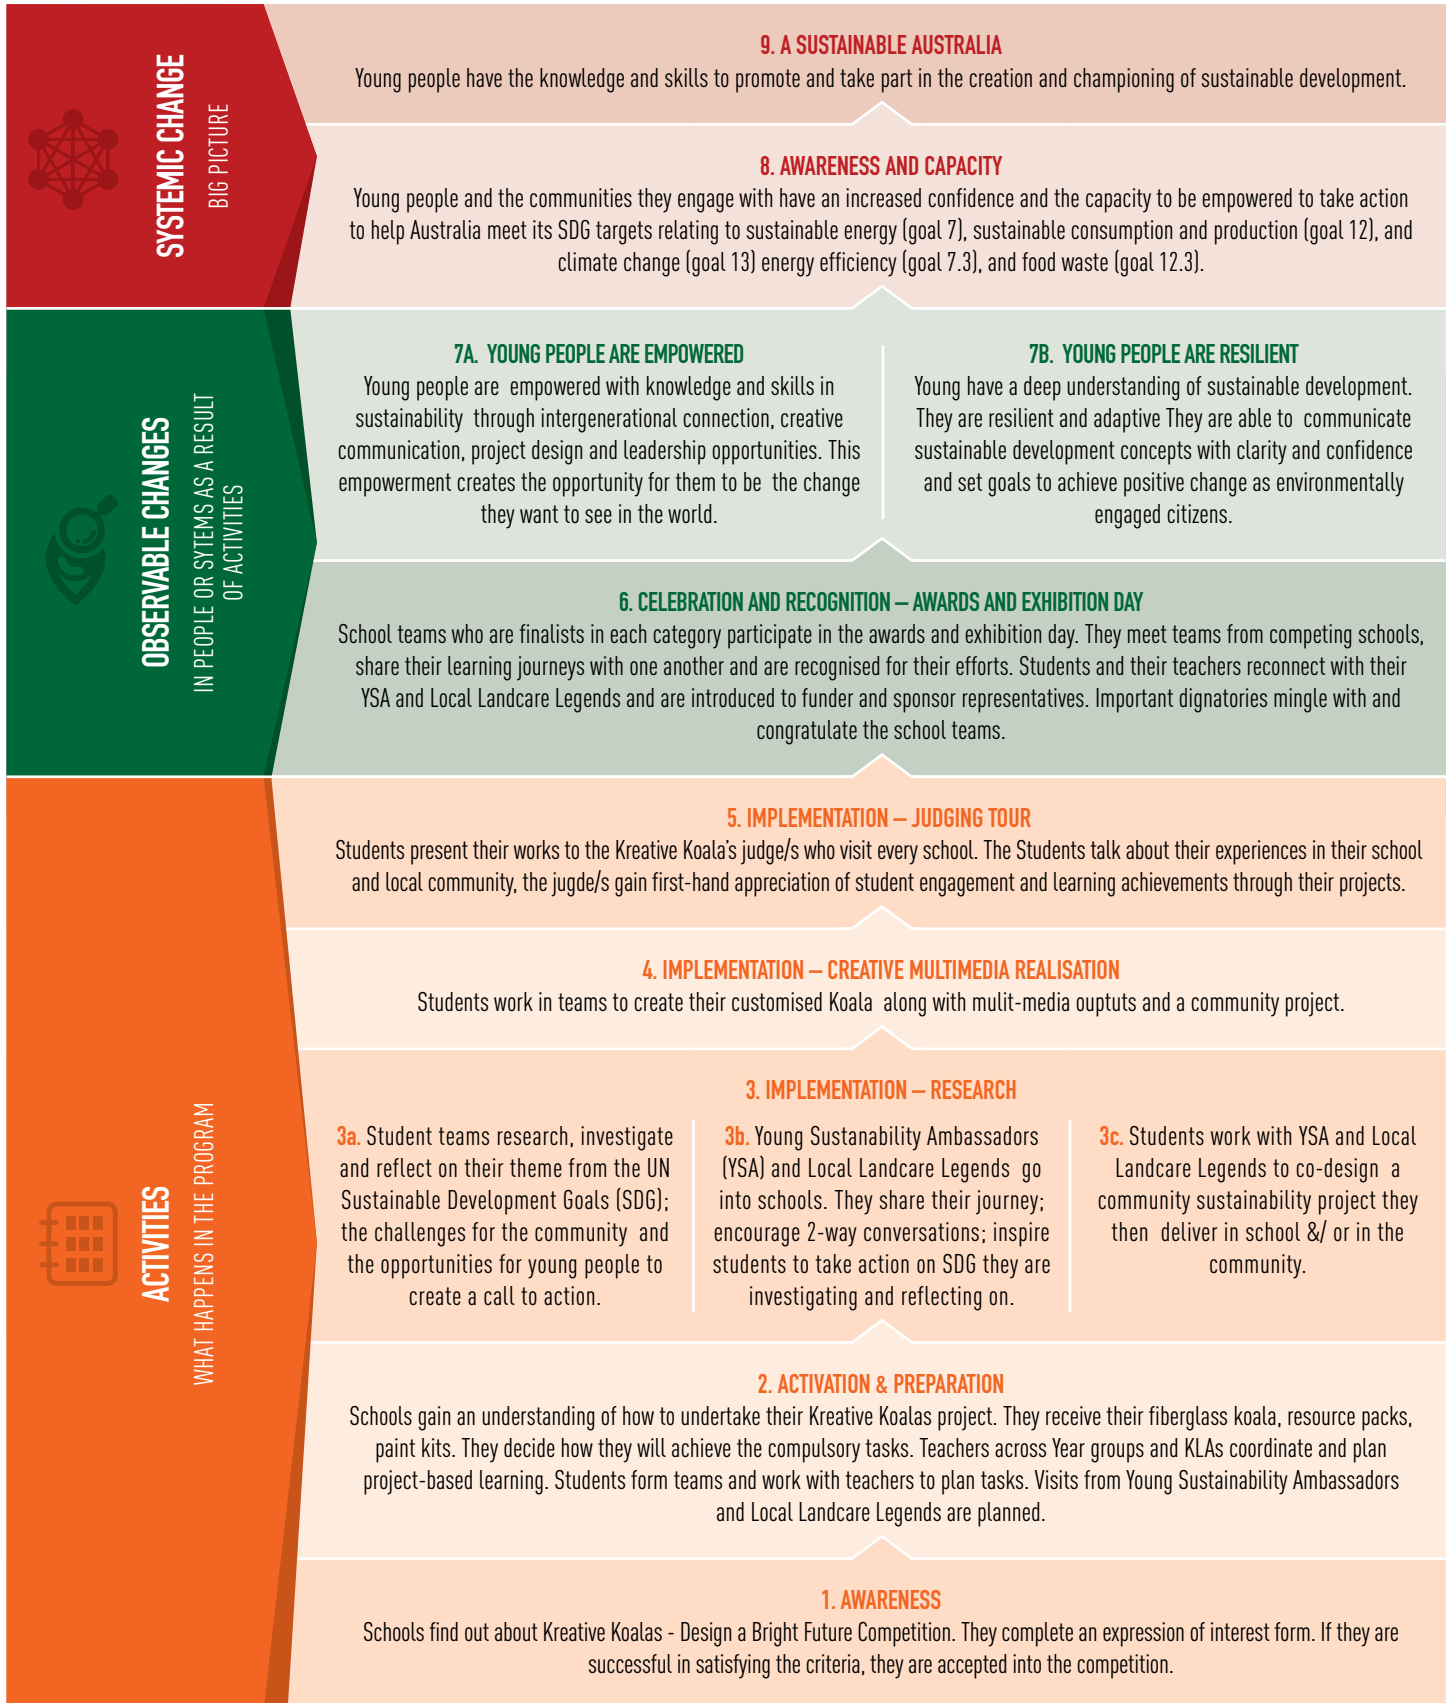 SYSTEMIC CHANGE
BIG PICTURE
9. A SUSTAINABLE AUSTRALIA
Young people have the knowledge and skills to promote and take part in the creation and championing of sustainable development.
8. AWARENESS AND CAPACITY
Young people and the communities they engage with have an increased confidence and the capacity to be empowered to take action
to help Australia meet its SDG targets relating to sustainable energy (goal 7), sustainable consumption and production (goal 12), and
climate change (goal 13) energy efficiency (goal 7.3), and food waste (goal 12.3).
OBSERVABLE CHANGES
IN PEOPLE OR SYTEMS AS A RESULT
OF ACTIVITIES
7A. YOUNG PEOPLE ARE EMPOWERED
Young people are empowered with knowledge and skills in
sustainability through intergenerational connection, creative
communication, project design and leadership opportunities. This
empowerment creates the opportunity for them to be the change
they want to see in the world.
7B. YOUNG PEOPLE ARE RESILIENT
Young have a deep understanding of sustainable development.
They are resilient and adaptive They are able to communicate
sustainable development concepts with clarity and confidence
and set goals to achieve positive change as environmentally
engaged citizens.
6. CELEBRATION AND RECOGNITION – AWARDS AND EXHIBITION DAY
School teams who are finalists in each category participate in the awards and exhibition day. They meet teams from competing schools,
share their learning journeys with one another and are recognised for their efforts. Students and their teachers reconnect with their
YSA and Local Landcare Legends and are introduced to funder and sponsor representatives. Important dignatories mingle with and
congratulate the school teams.
ACTIVITIES
WHAT HAPPENS IN THE PROGRAM
5. IMPLEMENTATION – JUDGING TOUR
Students present their works to the Kreative Koala's judge/s who visit every school. The Students talk about their experiences in their school
and local community, the jugde/s gain first-hand appreciation of student engagement and learning achievements through their projects.
4. IMPLEMENTATION – CREATIVE MULTIMEDIA REALISATION
Students work in teams to create their customised Koala along with mulit-media ouptuts and a community project.
3. IMPLEMENTATION – RESEARCH
3a. Student teams research, investigate
and reflect on their theme from the UN
Sustainable Development Goals (SDG);
the challenges for the community and
the opportunities for young people to
create a call to action.
3b. Young Sustanability Ambassadors
(YSA) and Local Landcare Legends go
into schools. They share their journey;
encourage 2-way conversations; inspire
students to take action on SDG they are
investigating and reflecting on.
3c. Students work with YSA and Local
Landcare Legends to co-design a
community sustainability project they
then deliver in school &/ or in the
community.
2. ACTIVATION & PREPARATION
Schools gain an understanding of how to undertake their Kreative Koalas project. They receive their fiberglass koala, resource packs,
paint kits. They decide how they will achieve the compulsory tasks. Teachers across Year groups and KLAs coordinate and plan
project-based learning. Students form teams and work with teachers to plan tasks. Visits from Young Sustainability Ambassadors
and Local Landcare Legends are planned.
1. AWARENESS
Schools find out about Kreative Koalas - Design a Bright Future Competition. They complete an expression of interest form. If they are
successful in satisfying the criteria, they are accepted into the competition.